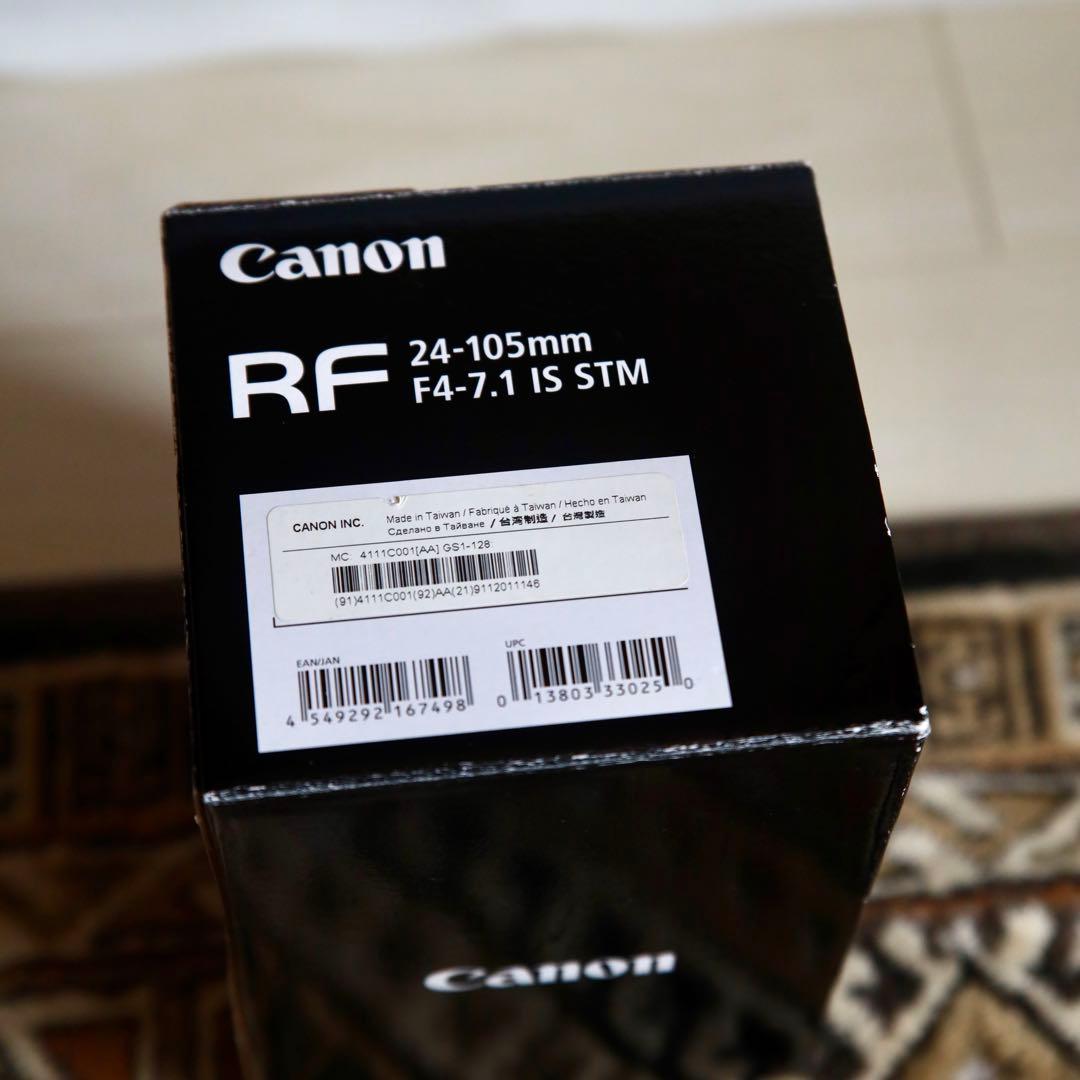 Canon
RF 24-105mm
F4-7.1 IS STM
CANON INC. Made in Taiwan / Fabriqué à Taiwan / Hecho en Taiwan
Сделано в Тайване / 台湾制造 / 台灣製造
MC: 4111C001[AA] GS1-128:
(91)4111C001(92)AA(21)9112011146
EAN/JAN
4 549292 167498
UPC
0 13803 33025 0
Canon